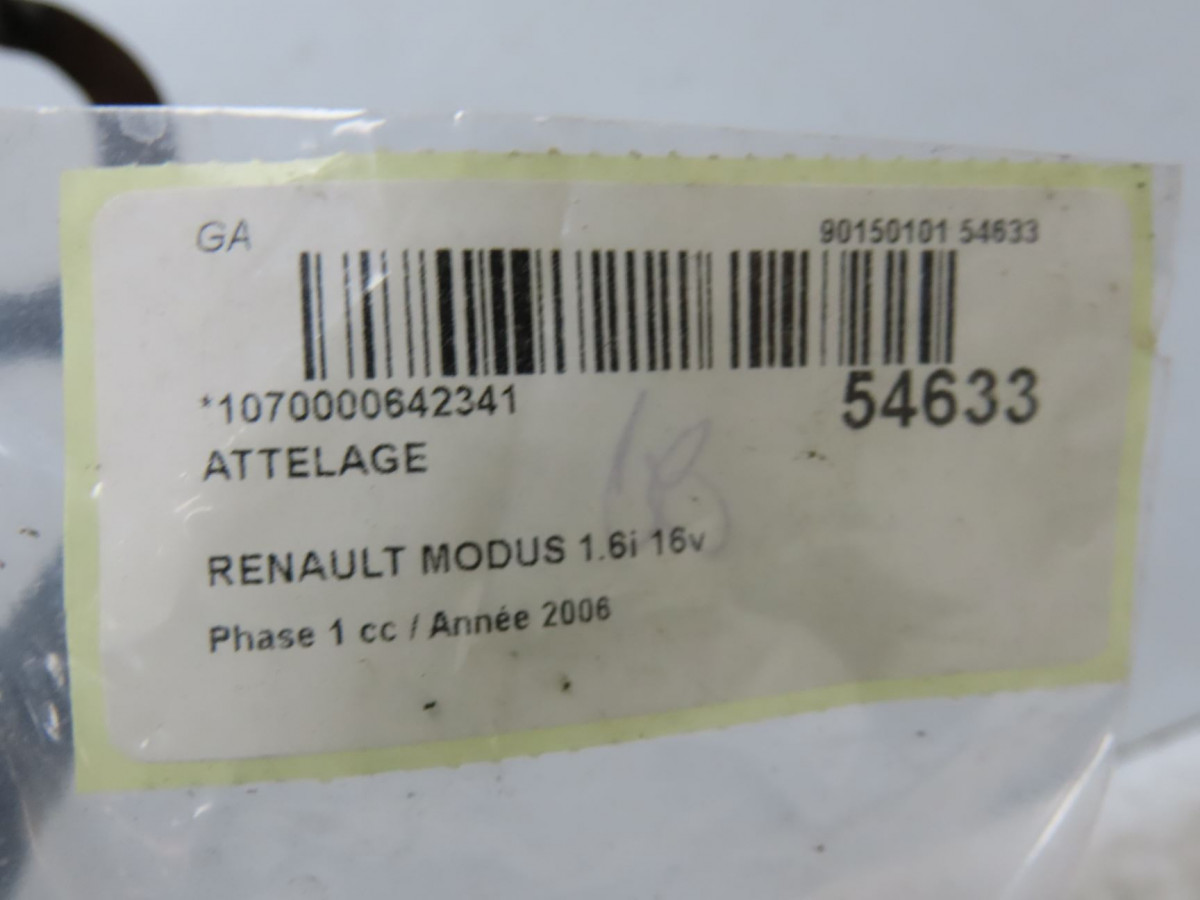 GA 90150101 54633
*1070000642341 54633
ATTELAGE
RENAULT MODUS 1.6i 16v
Phase 1 cc / Année 2006